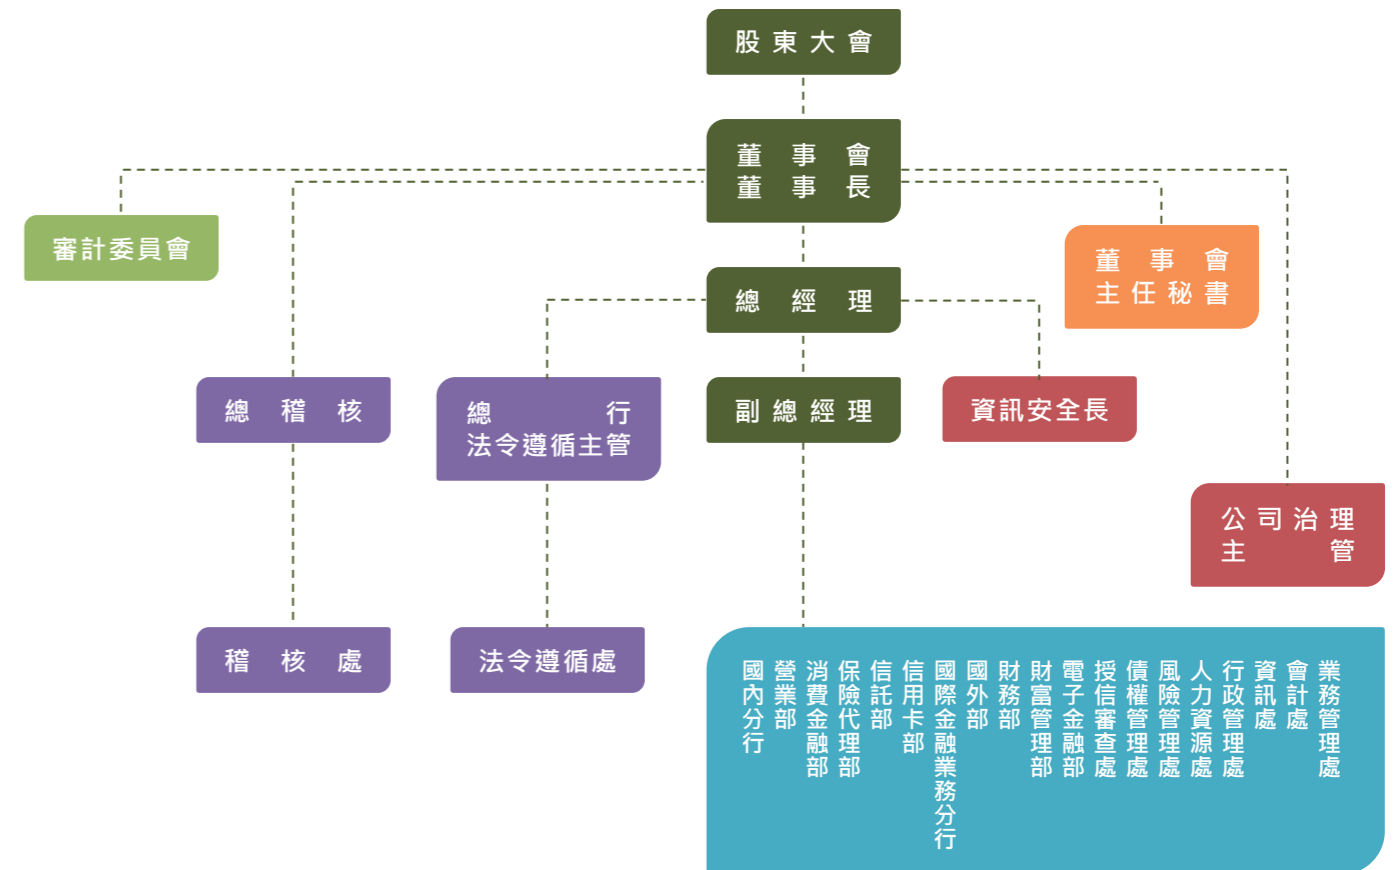 股東大會
董事會
董事長
審計委員會
董事會
主任秘書
總經理
總稽核
總行
法令遵循主管
副總經理
資訊安全長
公司治理
主管
稽核處
法令遵循處
業務管理處
會計處
資訊處
行政管理處
人力資源處
風險管理處
債權管理處
授信審查處
電子金融部
財富管理部
財務部
國外部
國際金融業務分行
信用卡部
信託部
保險代理部
消費金融部
營業部
國內分行